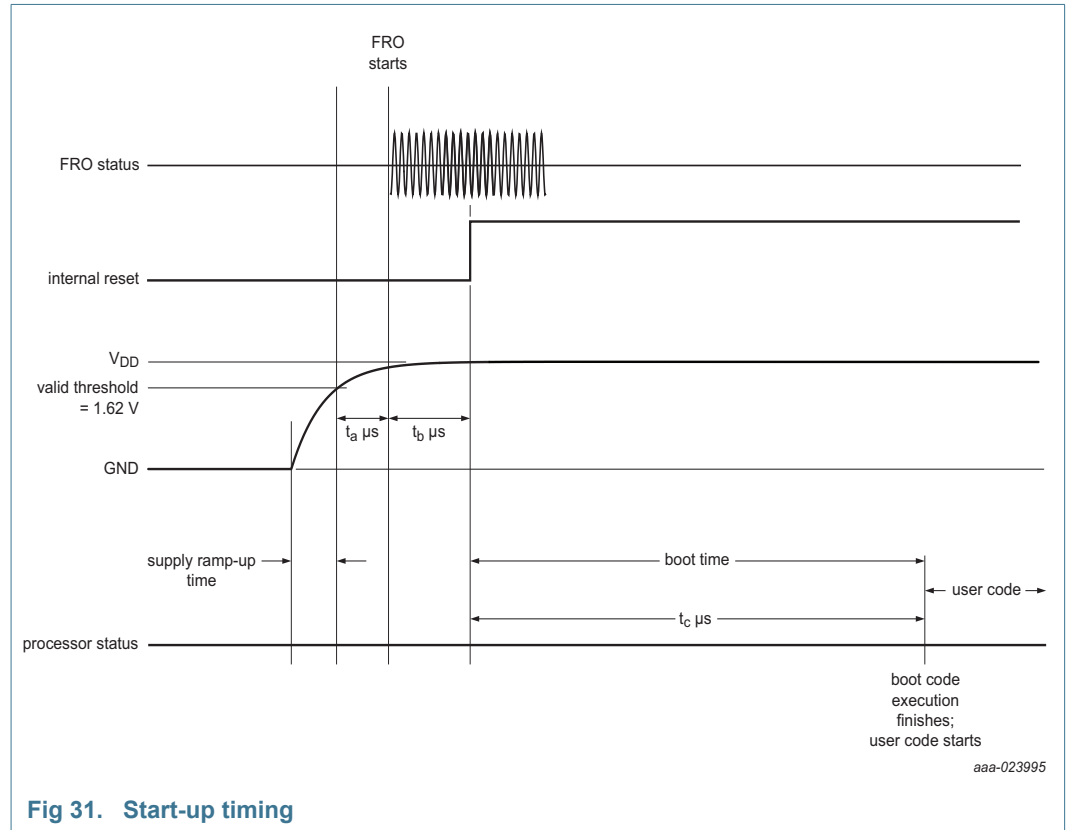 FRO
starts
FRO status
internal reset
VDD
valid threshold
= 1.62 V
ta µs
tb µs
GND
supply ramp-up
time
boot time
user code
tc µs
processor status
boot code
execution
finishes;
user code starts
aaa-023995
Fig 31. Start-up timing